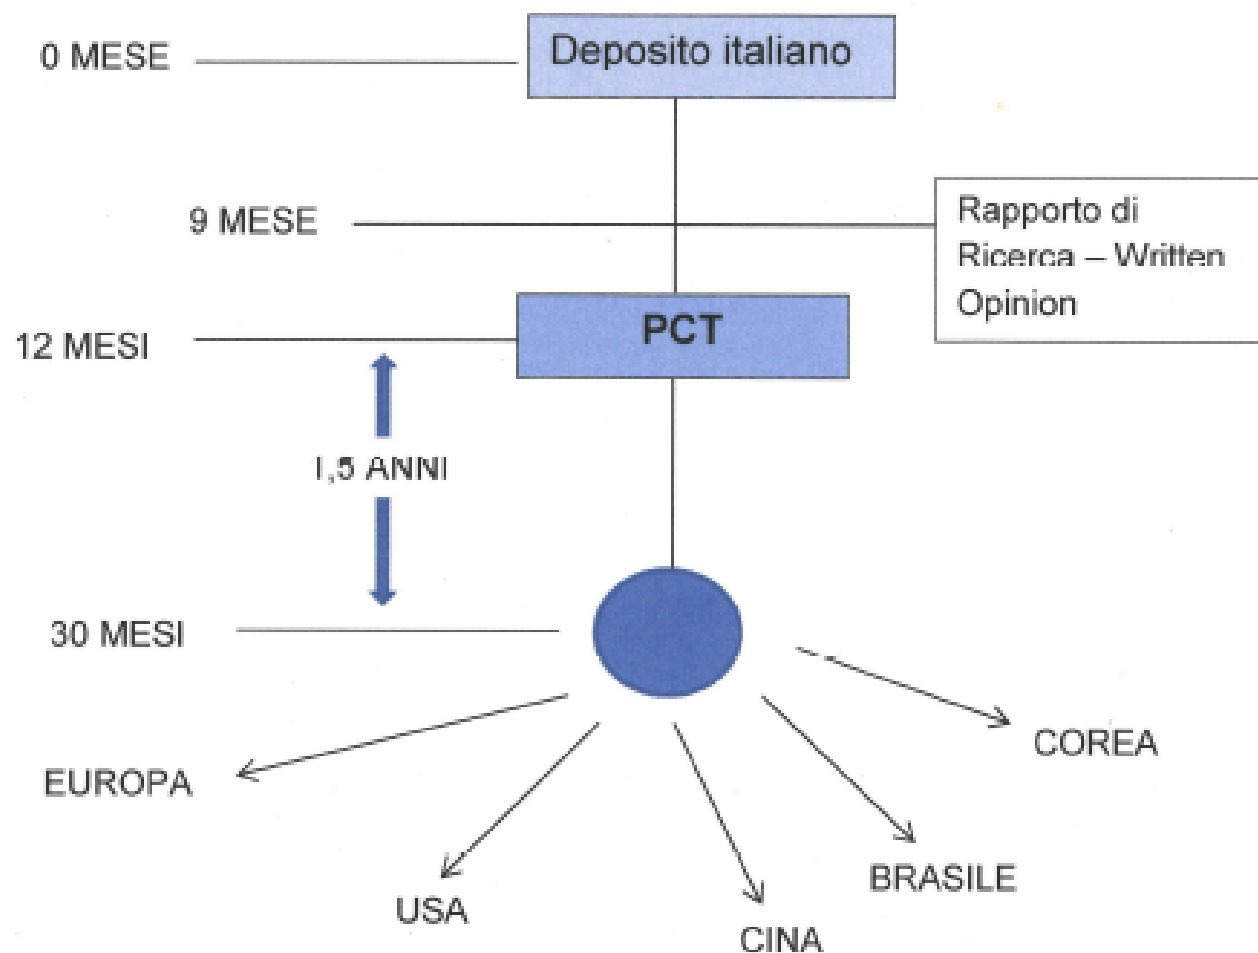 0 MESE
Deposito italiano
9 MESE
Rapporto di
Ricerca – Written
Opinion
12 MESI
PCT
1,5 ANNI
30 MESI
COREA
EUROPA
BRASILE
USA
CINA